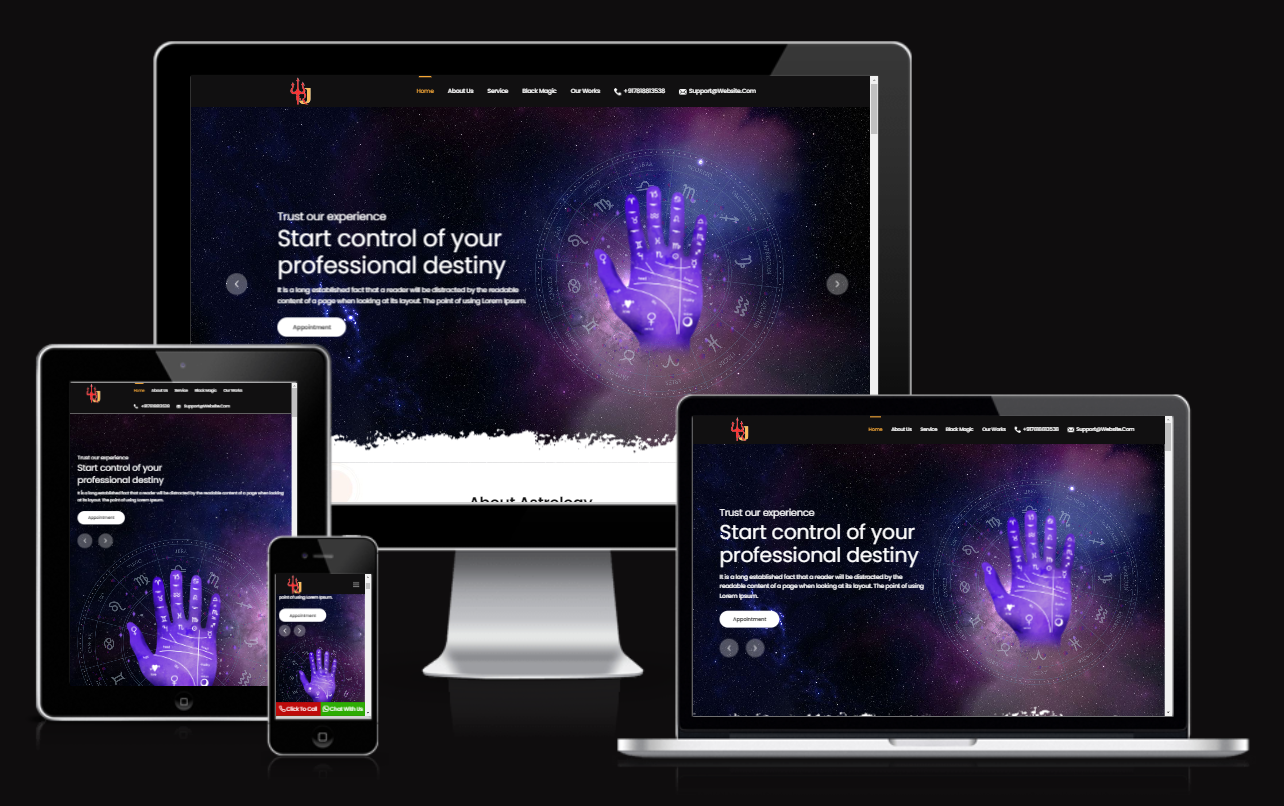 Home About Us Service Black Magic Our Works +917818813538 Support@Website.Com
Trust our experience
Start control of your
professional destiny
It is a long established fact that a reader will be distracted by the readable
content of a page when looking at its layout. The point of using Lorem Ipsum.
Appointment
About Astrology
Home About Us Service Black Magic Our Works
+917818813538 Support@Website.Com
Trust our experience
Start control of your
professional destiny
It is a long established fact that a reader will be distracted by the readable content of a page when looking
at its layout. The point of using Lorem Ipsum.
Appointment
point of using Lorem Ipsum.
Appointment
Click To Call Chat With Us
Home About Us Service Black Magic Our Works +917818813538 Support@Website.Com
Trust our experience
Start control of your
professional destiny
It is a long established fact that a reader will be distracted by the
readable content of a page when looking at its layout. The point of using
Lorem Ipsum.
Appointment